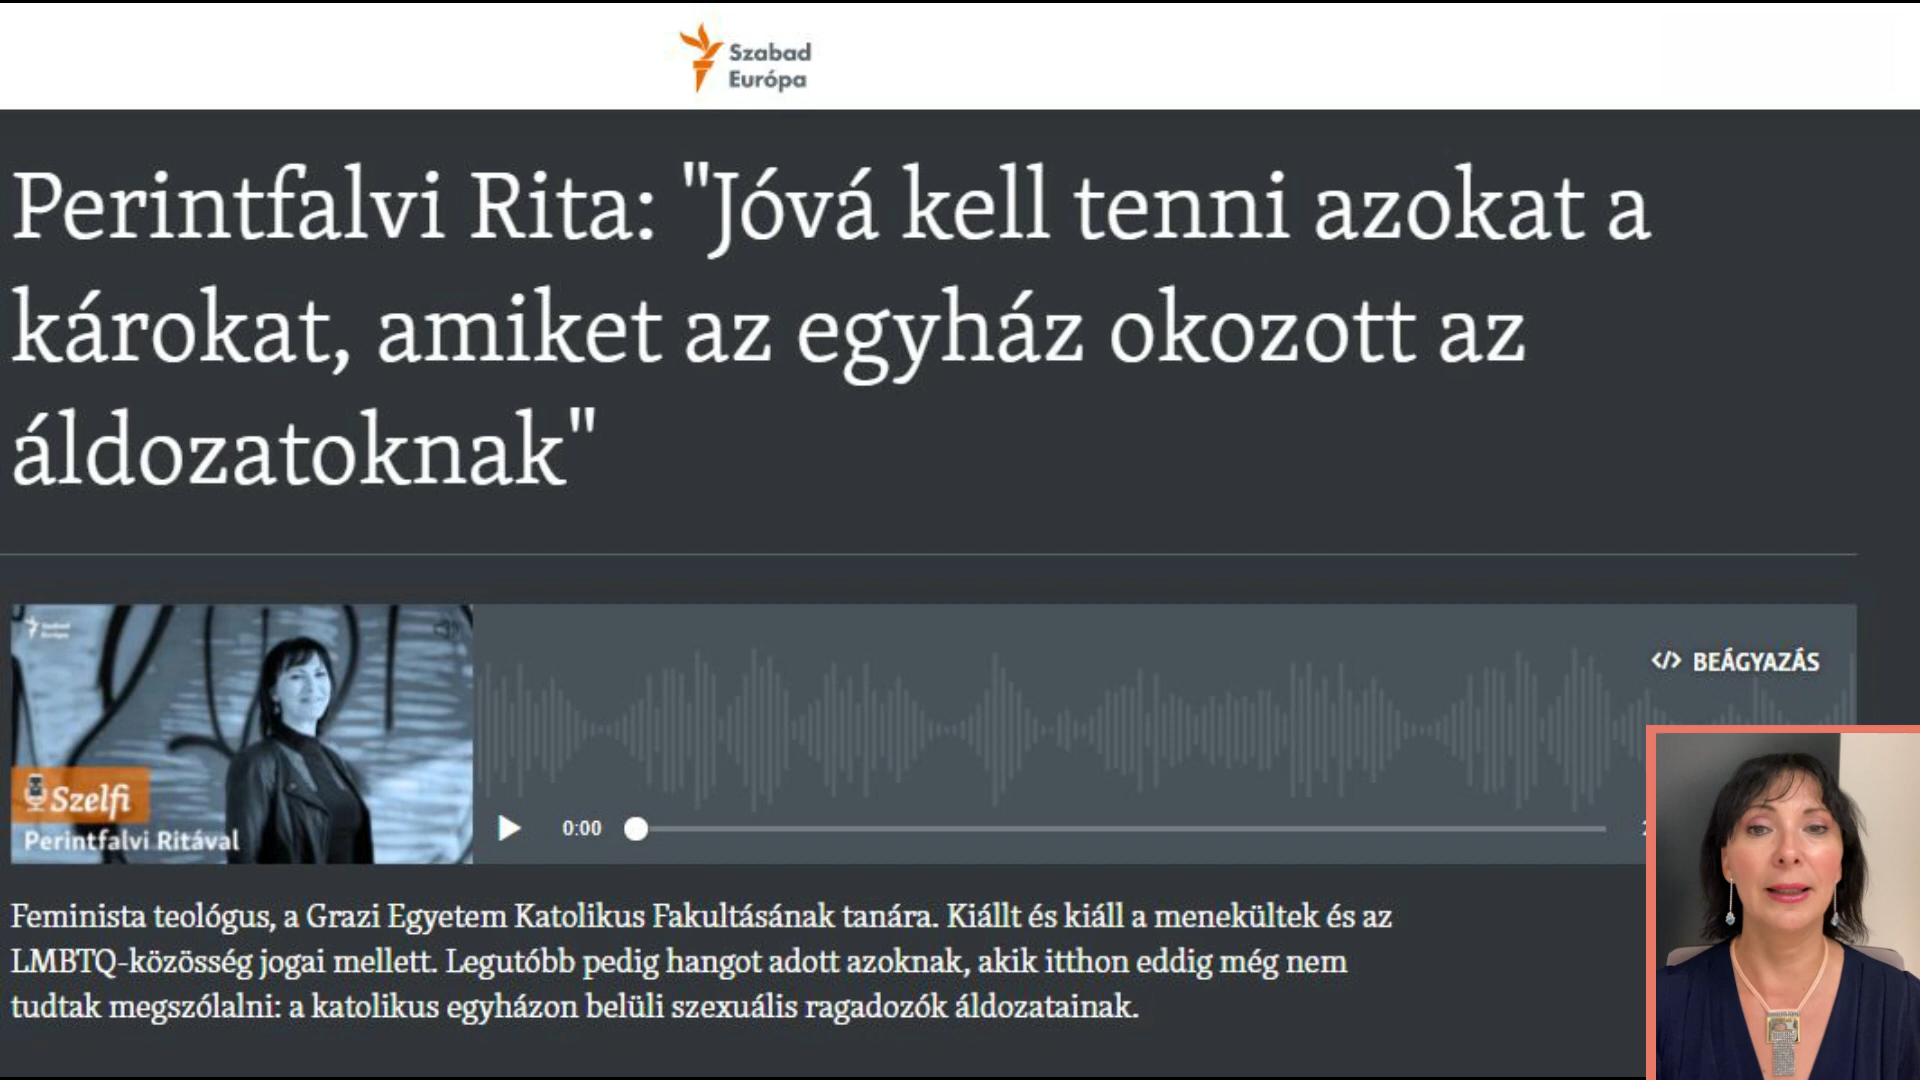 Szabad
Európa
Perintfalvi Rita: "Jóvá kell tenni azokat a
károkat, amiket az egyház okozott az
áldozatoknak"
Szabad
Európa
Szelfi
Perintfalvi Ritával
</> BEÁGYAZÁS
0:00
Feminista teológus, a Grazi Egyetem Katolikus Fakultásának tanára. Kiállt és kiáll a menekültek és az
LMBTQ-közösség jogai mellett. Legutóbb pedig hangot adott azoknak, akik itthon eddig még nem
tudtak megszólalni: a katolikus egyházon belüli szexuális ragadozók áldozatainak.